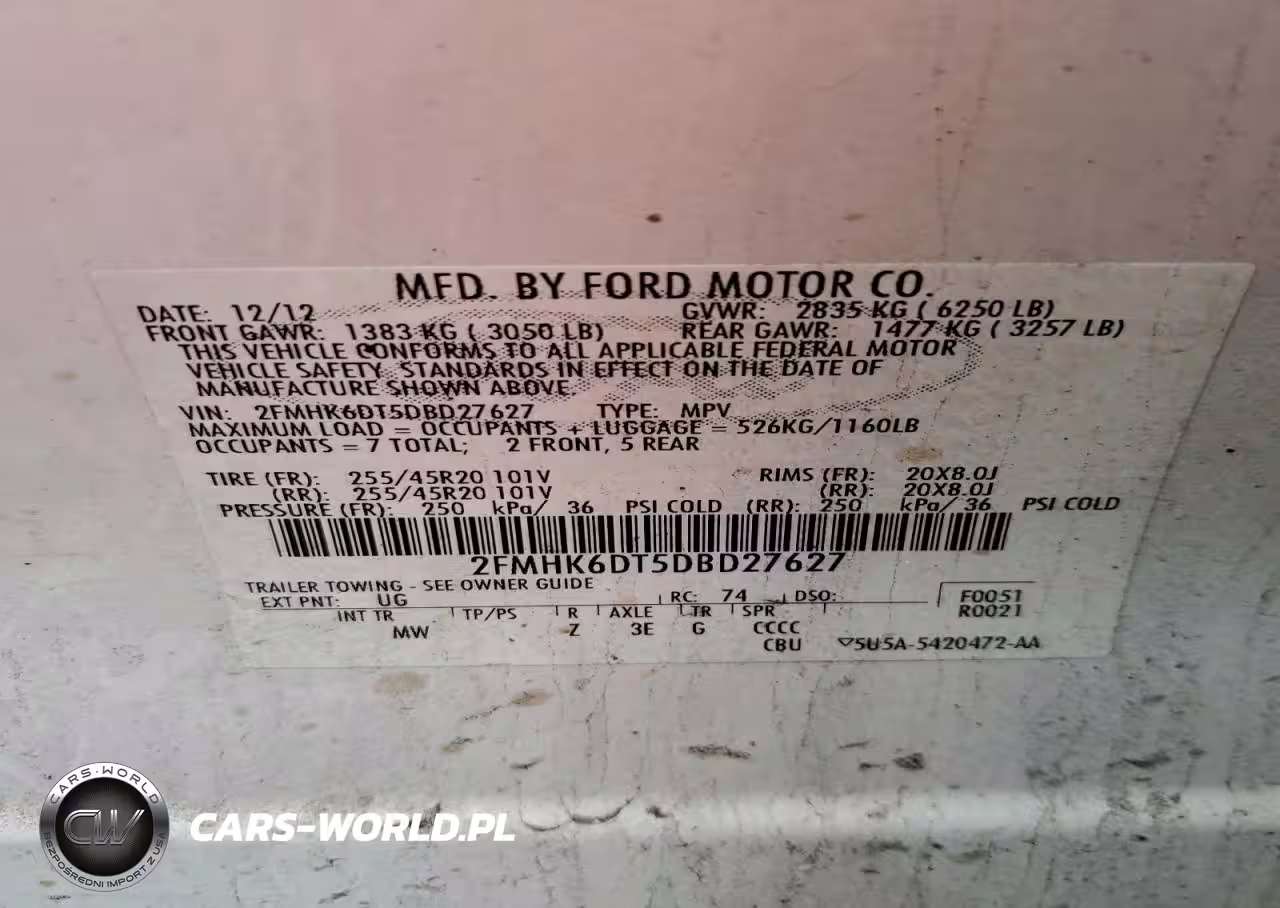 MFD. BY FORD MOTOR CO.
DATE: 12/12 GVWR: 2835 KG ( 6250 LB)
FRONT GAWR: 1383 KG ( 3050 LB) REAR GAWR: 1477 KG ( 3257 LB)
THIS VEHICLE CONFORMS TO ALL APPLICABLE FEDERAL MOTOR
VEHICLE SAFETY STANDARDS IN EFFECT ON THE DATE OF
MANUFACTURE SHOWN ABOVE.
VIN: 2FMHK6DT5DBD27627 TYPE: MPV
MAXIMUM LOAD = OCCUPANTS + LUGGAGE = 526KG/1160LB
OCCUPANTS = 7 TOTAL; 2 FRONT, 5 REAR
TIRE (FR): 255/45R20 101V RIMS (FR): 20X8.0J
(RR): 255/45R20 101V (RR): 20X8.0J
PRESSURE (FR): 250 kPa/ 36 PSI COLD (RR): 250 kPa/ 36 PSI COLD
2FMHK6DT5DBD27627
TRAILER TOWING - SEE OWNER GUIDE
EXT PNT: UG RC: 74 DSO: F0051
INT TR TP/PS R AXLE TR SPR R0021
MW Z 3E G CCCC
CBU ▽5U5A-5420472-AA
CARS-WORLD
CW
BEZPOŚREDNI IMPORT Z USA
CARS-WORLD.PL